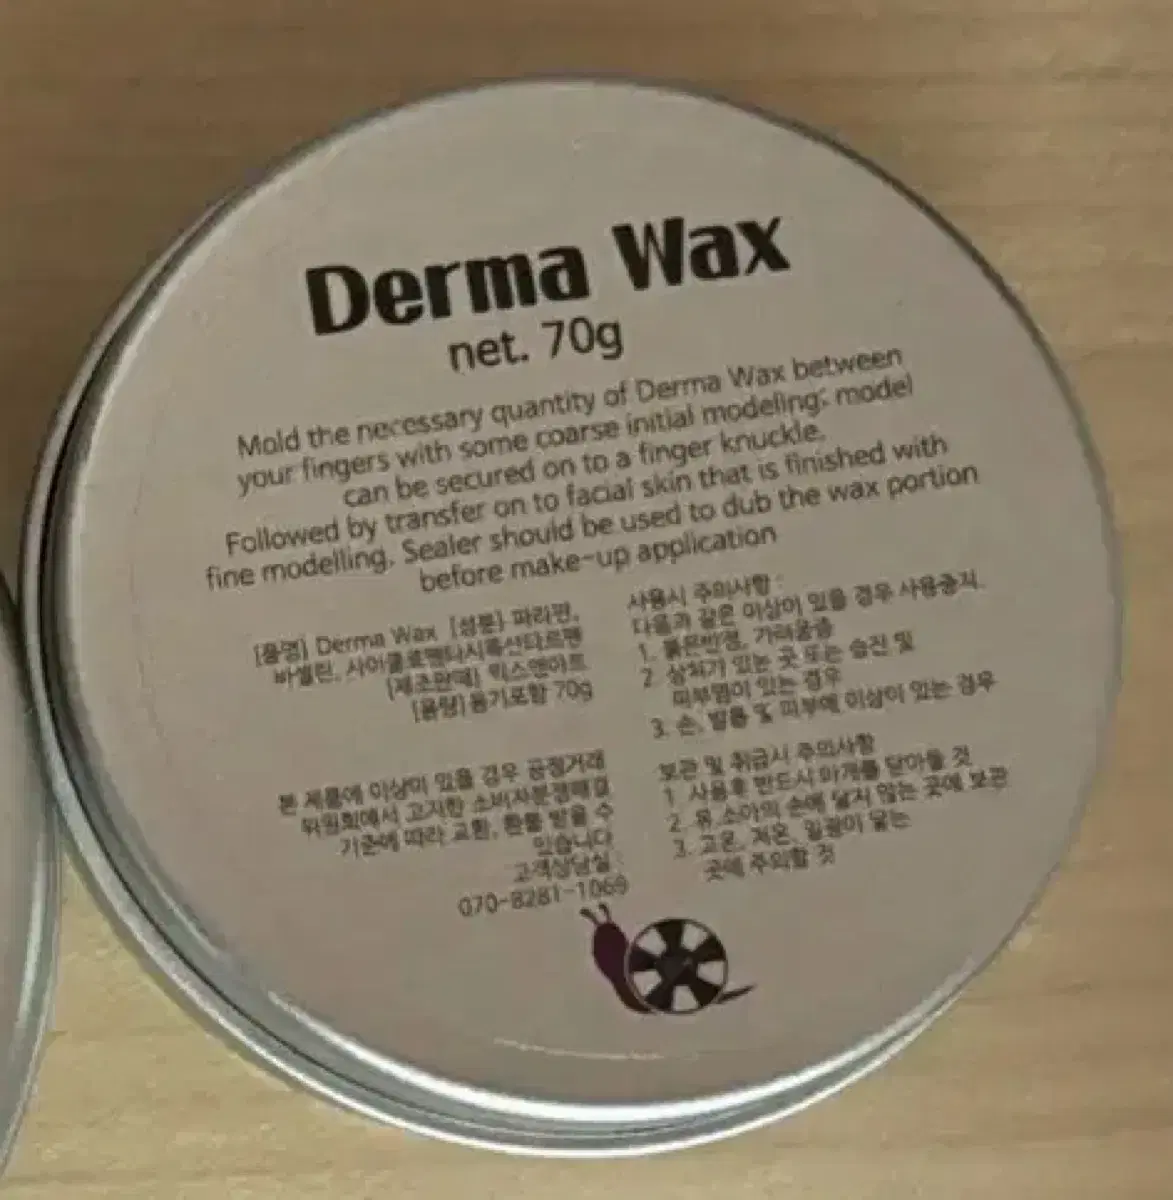 Derma Wax
net. 70g
Mold the necessary quantity of Derma Wax between
your fingers with some coarse initial modeling; model
can be secured on to a finger knuckle.
Followed by transfer on to facial skin that is finished with
fine modelling. Sealer should be used to dub the wax portion
before make-up application
[품명] Derma Wax [성분] 파라핀,
바셀린, 사이클로펜타시록산타르펜
[제조판매] 믹스앤아트
[용량] 용기포함 70g
본 제품에 이상이 있을 경우 공정거래
위원회에서 고지한 소비자분쟁해결
기준에 따라 교환, 환불 받을 수
있습니다
고객상담실 :
070-8281-1069
사용시 주의사항 :
다음과 같은 이상이 있을 경우 사용중지.
1. 붉은반점, 가려움증
2. 상처가 있는 곳 또는 습진 및
피부염이 있는 경우
3. 손, 발톱 및 피부에 이상이 있는 경우
보관 및 취급시 주의사항
1. 사용후 반드시 마개를 닫아둘 것
2. 유.소아의 손에 닿지 않는 곳에 보관
3. 고온, 저온, 일광이 닿는
곳에 주의할 것